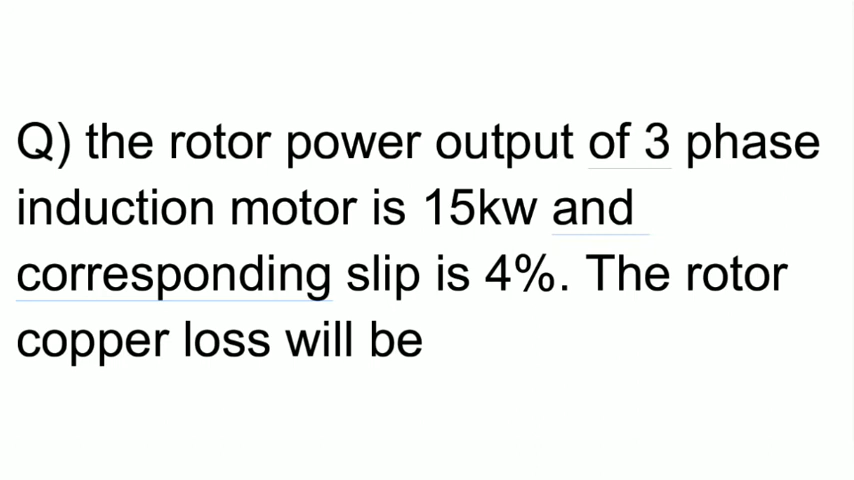 Q) the rotor power output of 3 phase
induction motor is 15kw and
corresponding slip is 4%. The rotor
copper loss will be